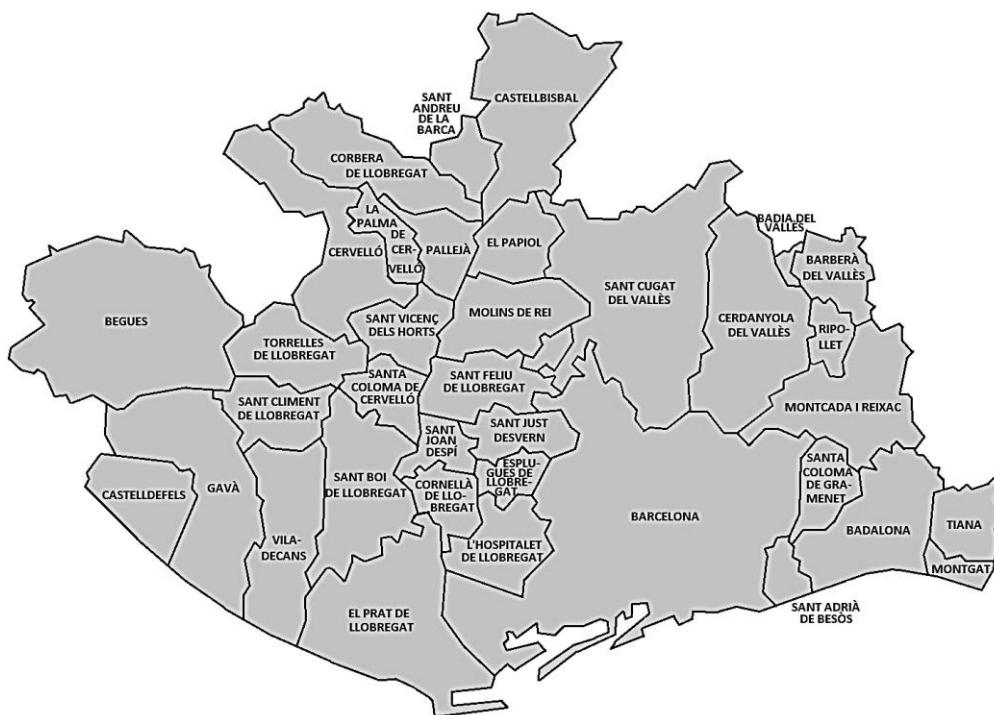 SANT
ANDREU
DE LA
BARCA
CASTELLBISBAL
CORBERA
DE LLOBREGAT
LA
PALMA
DE
CER-
VELLÓ
CERVELLÓ
PALLEJÀ
EL PAPIOL
BADIA DEL
VALLES
BARBERÀ
DEL VALLÈS
SANT CUGAT
DEL VALLÈS
CERDANYOLA
DEL VALLÈS
RIPO-
LLET
BEGUES
SANT VICENÇ
DELS HORTS
MOLINS DE REI
TORRELLES
DE LLOBREGAT
SANTA
COLOMA DE
CERVELLÓ
SANT FELIU
DE LLOBREGAT
SANT CLIMENT
DE LLOBREGAT
MONTCADA I REIXAC
SANT JUST
DESVERN
SANT
JOAN
DESPÍ
ESPLU-
GUES DE
LLOBRE-
GAT
SANTA
COLOMA
DE GRA-
MENET
CASTELLDEFELS
GAVÀ
SANT BOI
DE LLOBREGAT
CORNELLÀ
DE LLO-
BREGAT
BARCELONA
BADALONA
TIANA
VILA-
DECANS
L'HOSPITALET
DE LLOBREGAT
MONTGAT
EL PRAT DE
LLOBREGAT
SANT ADRIÀ
DE BESÒS